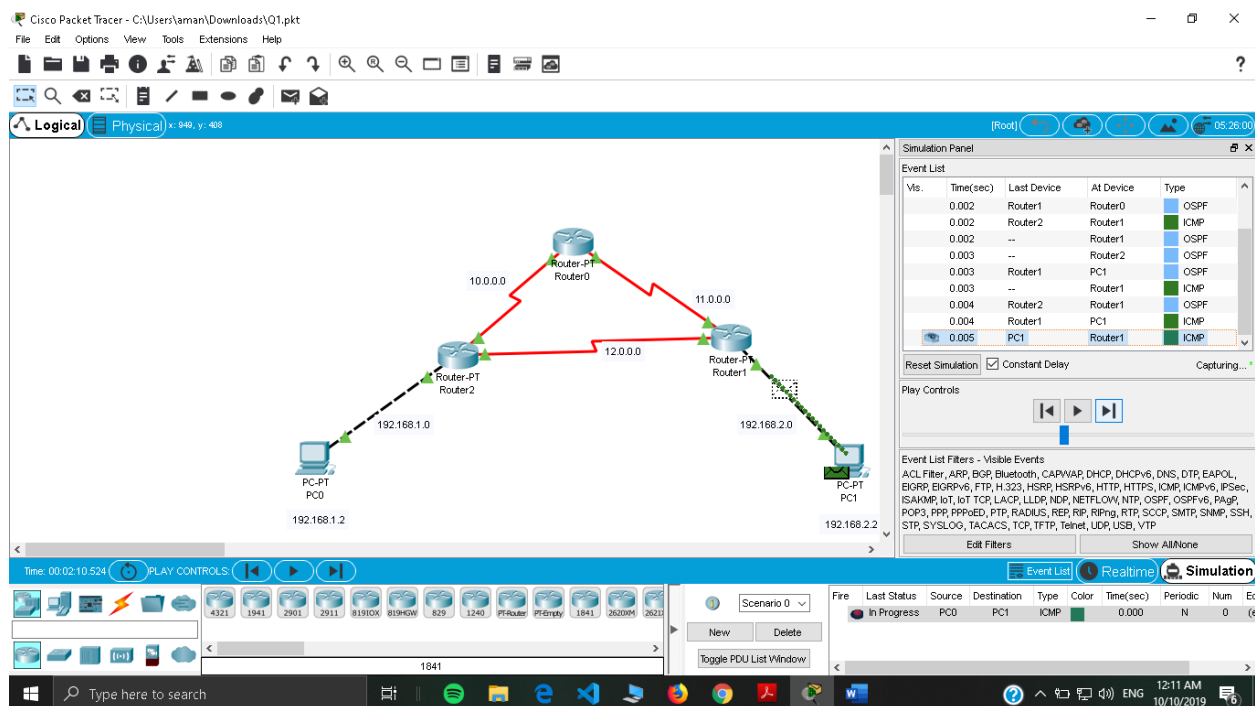 Cisco Packet Tracer - C:\Users\aman\Downloads\Q1.pkt
File Edit Options View Tools Extensions Help
?
Logical Physical x: 949, y: 408 [Root] 05:26:00
Simulation Panel
Event List
Vis. Time(sec) Last Device At Device Type
0.002 Router1 Router0 OSPF
0.002 Router2 Router1 ICMP
0.002 -- Router1 OSPF
0.003 -- Router2 OSPF
0.003 Router1 PC1 OSPF
0.003 -- Router1 ICMP
0.004 Router2 Router1 OSPF
0.004 Router1 PC1 ICMP
0.005 PC1 Router1 ICMP
Reset Simulation Constant Delay Capturing...
Play Controls
Event List Filters - Visible Events
ACL Filter, ARP, BGP, Bluetooth, CAPWAP, DHCP, DHCPv6, DNS, DTP, EAPOL,
EIGRP, EIGRPv6, FTP, H.323, HSRP, HSRPv6, HTTP, HTTPS, ICMP, ICMPv6, IPSec,
ISAKMP, IoT, IoT TCP, LACP, LLDP, NDP, NETFLOW, NTP, OSPF, OSPFv6, PAgP,
POP3, PPP, PPPoED, PTP, RADIUS, REP, RIP, RIPng, RTP, SCCP, SMTP, SNMP, SSH,
STP, SYSLOG, TACACS, TCP, TFTP, Telnet, UDP, USB, VTP
Edit Filters Show All/None
Router-PT
Router0
10.0.0.0
11.0.0.0
12.0.0.0
Router-PT
Router2
Router-PT
Router1
192.168.1.0
192.168.2.0
PC-PT
PC0
192.168.1.2
PC-PT
PC1
192.168.2.2
Time: 00:02:10.524 PLAY CONTROLS: Event List Realtime Simulation
4321 1941 2901 2911 819IOX 819HGW 829 1240 PT-Router PT-Empty 1841 2620XM 2621
1841
Scenario 0
New Delete
Toggle PDU List Window
Fire Last Status Source Destination Type Color Time(sec) Periodic Num Ed
In Progress PC0 PC1 ICMP 0.000 N 0 (e
Type here to search
W
ENG
12:11 AM
10/10/2019
6